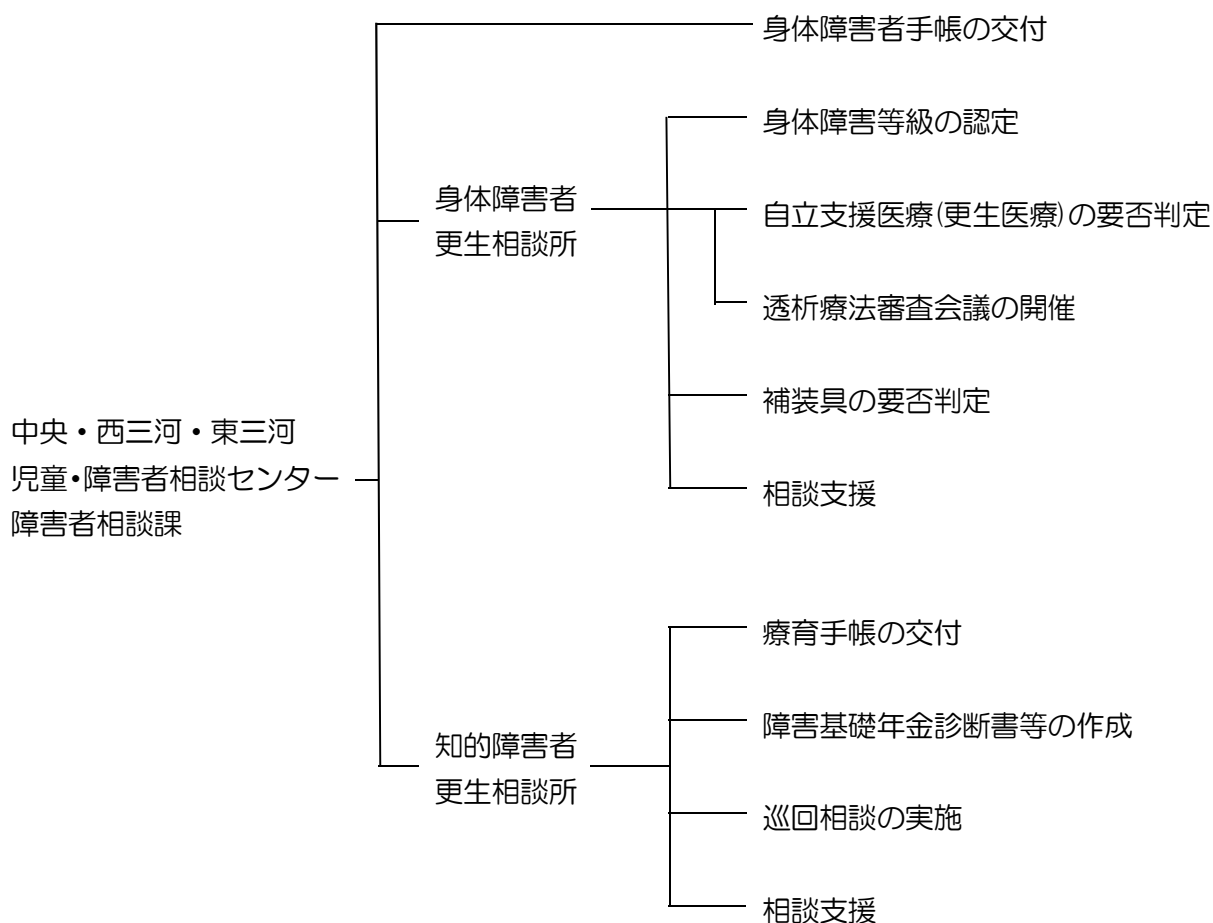 身体障害者手帳の交付
身体障害等級の認定
身体障害者
更生相談所
自立支援医療(更生医療)の要否判定
透析療法審査会議の開催
補装具の要否判定
中央・西三河・東三河
児童・障害者相談センター
障害者相談課
相談支援
療育手帳の交付
障害基礎年金診断書等の作成
知的障害者
更生相談所
巡回相談の実施
相談支援